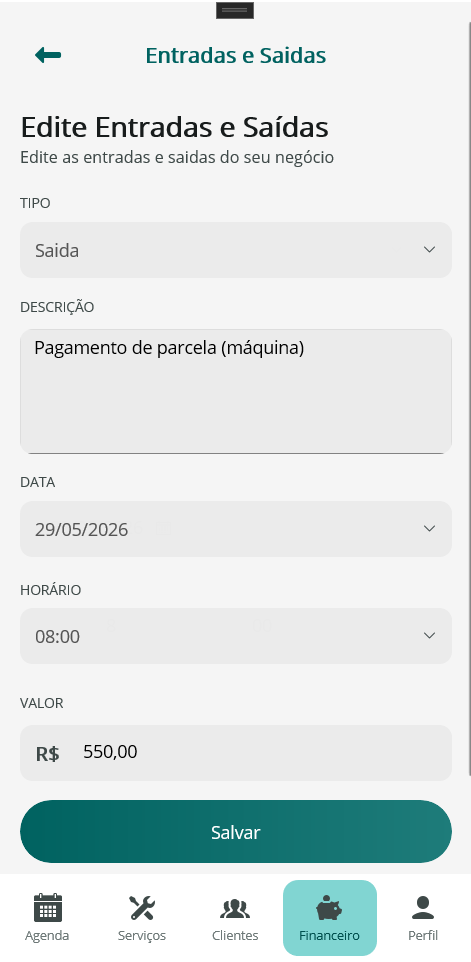 Entradas e Saidas
Edite Entradas e Saídas
Edite as entradas e saidas do seu negócio
TIPO
Saida
DESCRIÇÃO
Pagamento de parcela (máquina)
DATA
29/05/2026
HORÁRIO
08:00
VALOR
R$ 550,00
Salvar
Agenda Serviços Clientes Financeiro Perfil